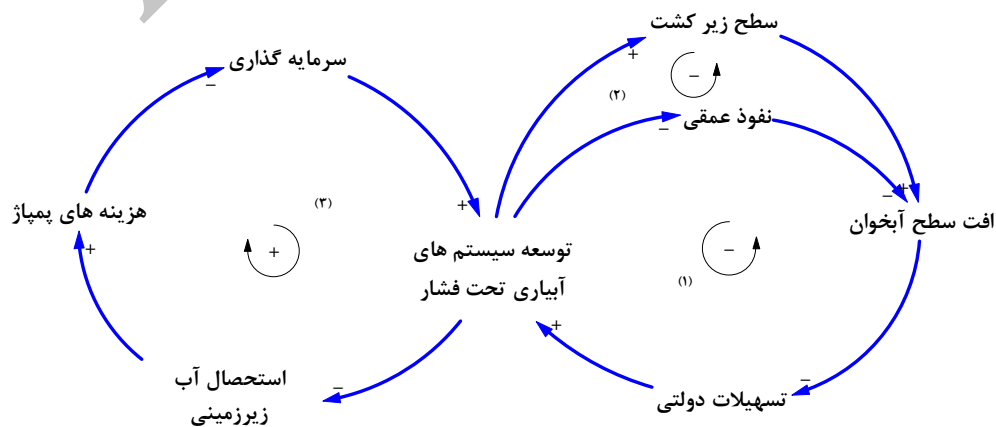 سطح زیر کشت
+
–
(۲)
سرمایه گذاری
–
نفوذ عمقی
–
هزینه های پمپاژ
+
(۳)
+
+
–
+
افت سطح آبخوان
توسعه سیستم های
آبیاری تحت فشار
+
–
(۱)
+
–
استحصال آب
زیرزمینی
–
تسهیلات دولتی